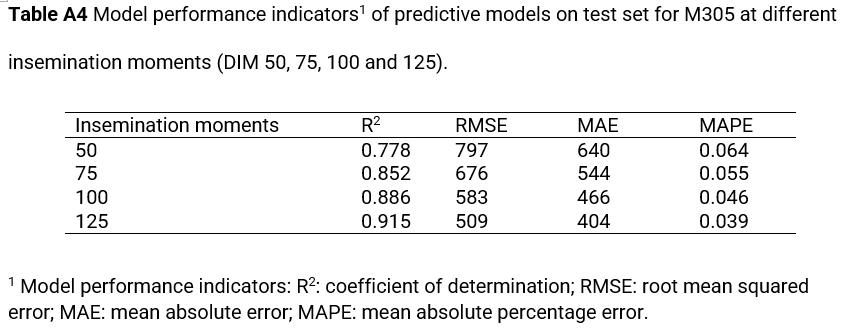 Table A4 Model performance indicators¹ of predictive models on test set for M305 at different
insemination moments (DIM 50, 75, 100 and 125).
Insemination moments R² RMSE MAE MAPE
50 0.778 797 640 0.064
75 0.852 676 544 0.055
100 0.886 583 466 0.046
125 0.915 509 404 0.039
¹ Model performance indicators: R²: coefficient of determination; RMSE: root mean squared
error; MAE: mean absolute error; MAPE: mean absolute percentage error.